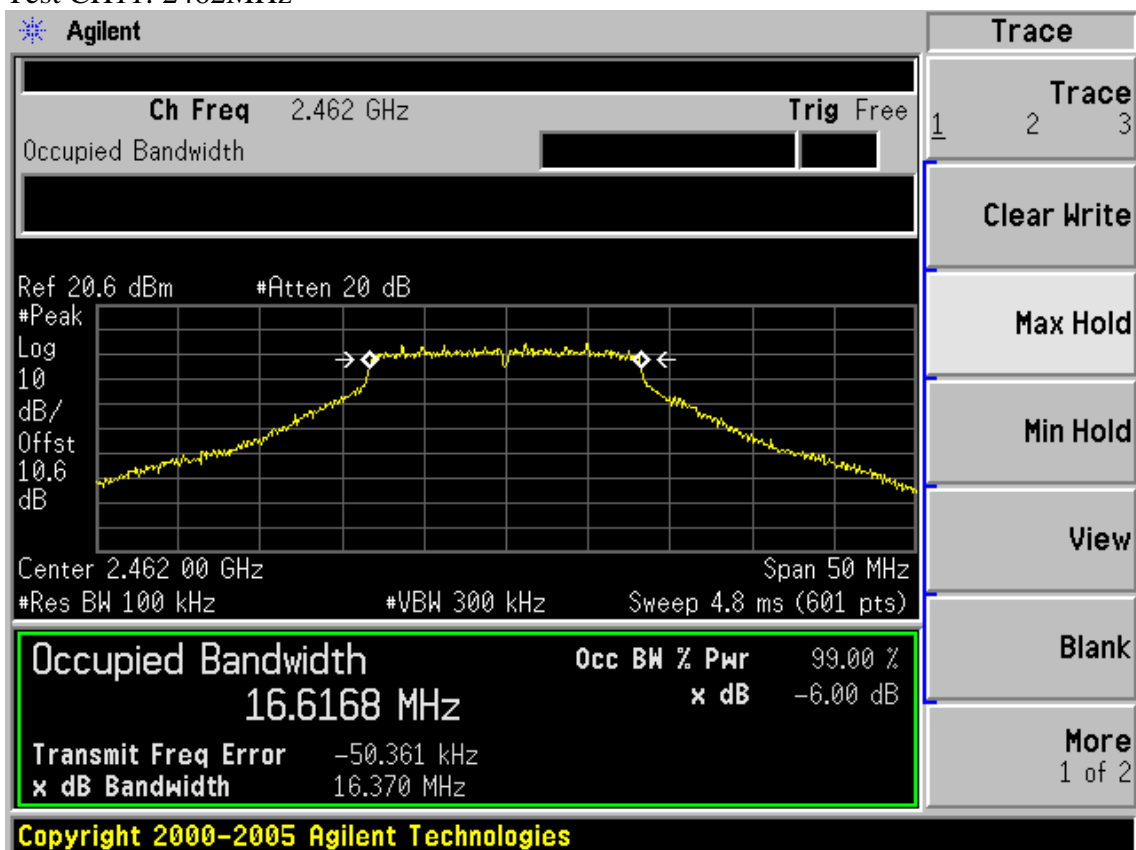 Test CH11: 2462MHz
Agilent
Trace
Ch Freq 2.462 GHz Trig Free
Occupied Bandwidth
Trace
1 2 3
Clear Write
Max Hold
Min Hold
View
Blank
More
1 of 2
Ref 20.6 dBm #Atten 20 dB
#Peak
Log
10
dB/
Offst
10.6
dB
Center 2.462 00 GHz Span 50 MHz
#Res BW 100 kHz #VBW 300 kHz Sweep 4.8 ms (601 pts)
Occupied Bandwidth Occ BW % Pwr 99.00 %
16.6168 MHz x dB -6.00 dB
Transmit Freq Error -50.361 kHz
x dB Bandwidth 16.370 MHz
Copyright 2000-2005 Agilent Technologies